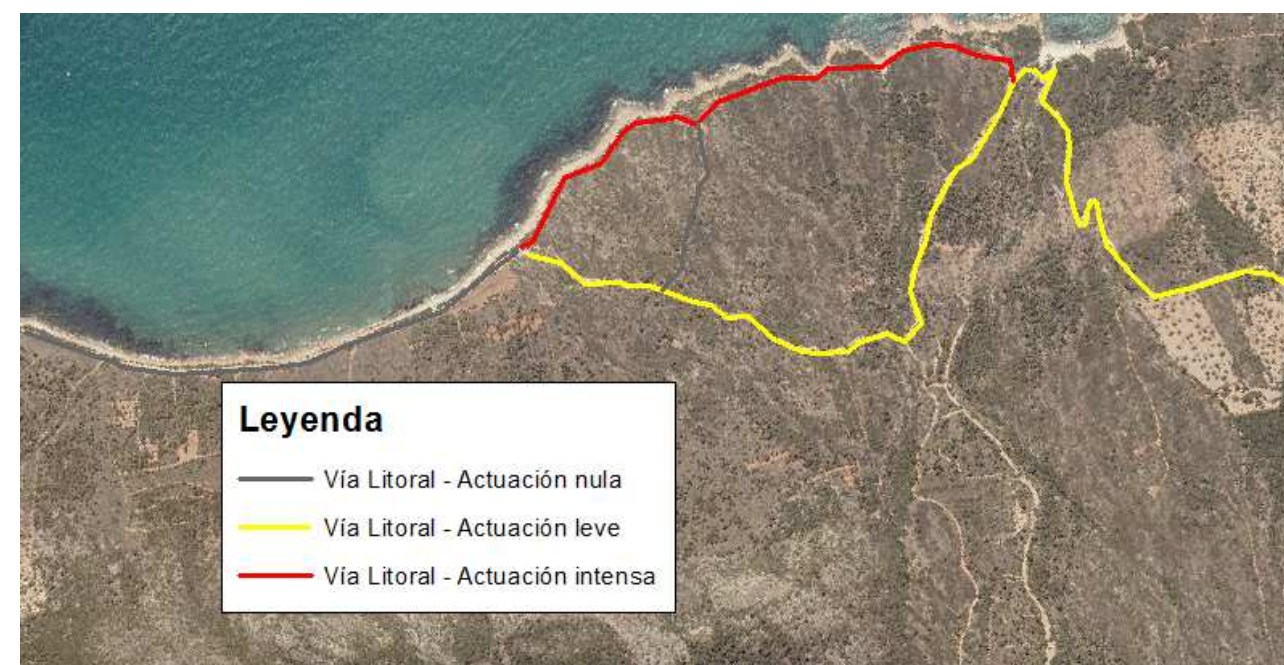 Leyenda
Vía Litoral - Actuación nula
Vía Litoral - Actuación leve
Vía Litoral - Actuación intensa